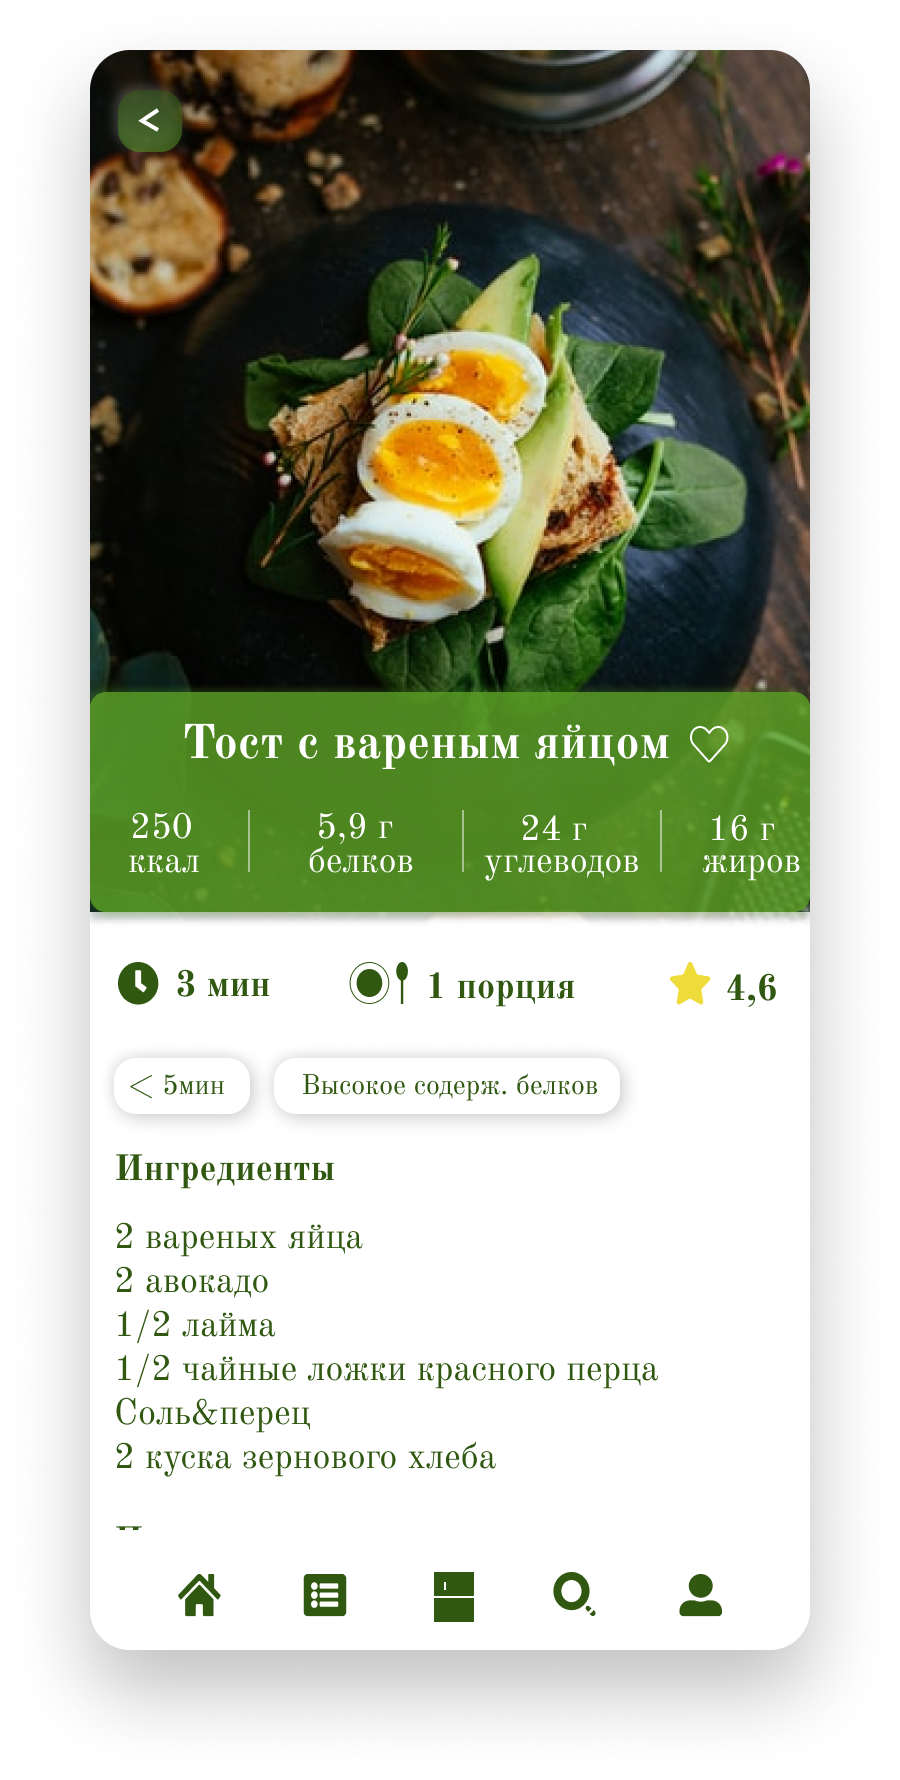 <
Тост с вареным яйцом
250 ккал
5,9 г белков
24 г углеводов
16 г жиров
3 мин
1 порция
4,6
< 5мин
Высокое содерж. белков
Ингредиенты
2 вареных яйца
2 авокадо
1/2 лайма
1/2 чайные ложки красного перца
Соль&перец
2 куска зернового хлеба